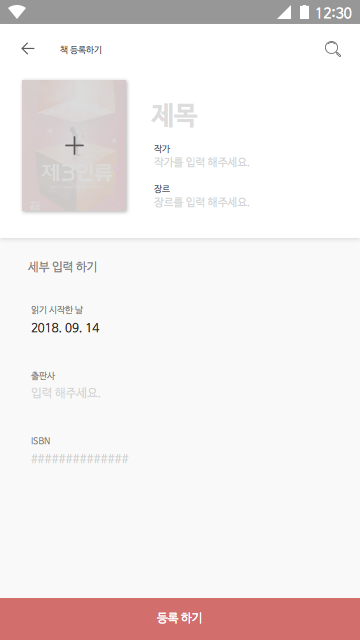 12:30
책 등록하기
제3인류
제목
작가
작가를 입력 해주세요.
장르
장르를 입력 해주세요.
세부 입력 하기
읽기 시작한 날
2018. 09. 14
출판사
입력 해주세요.
ISBN
##############
등록 하기